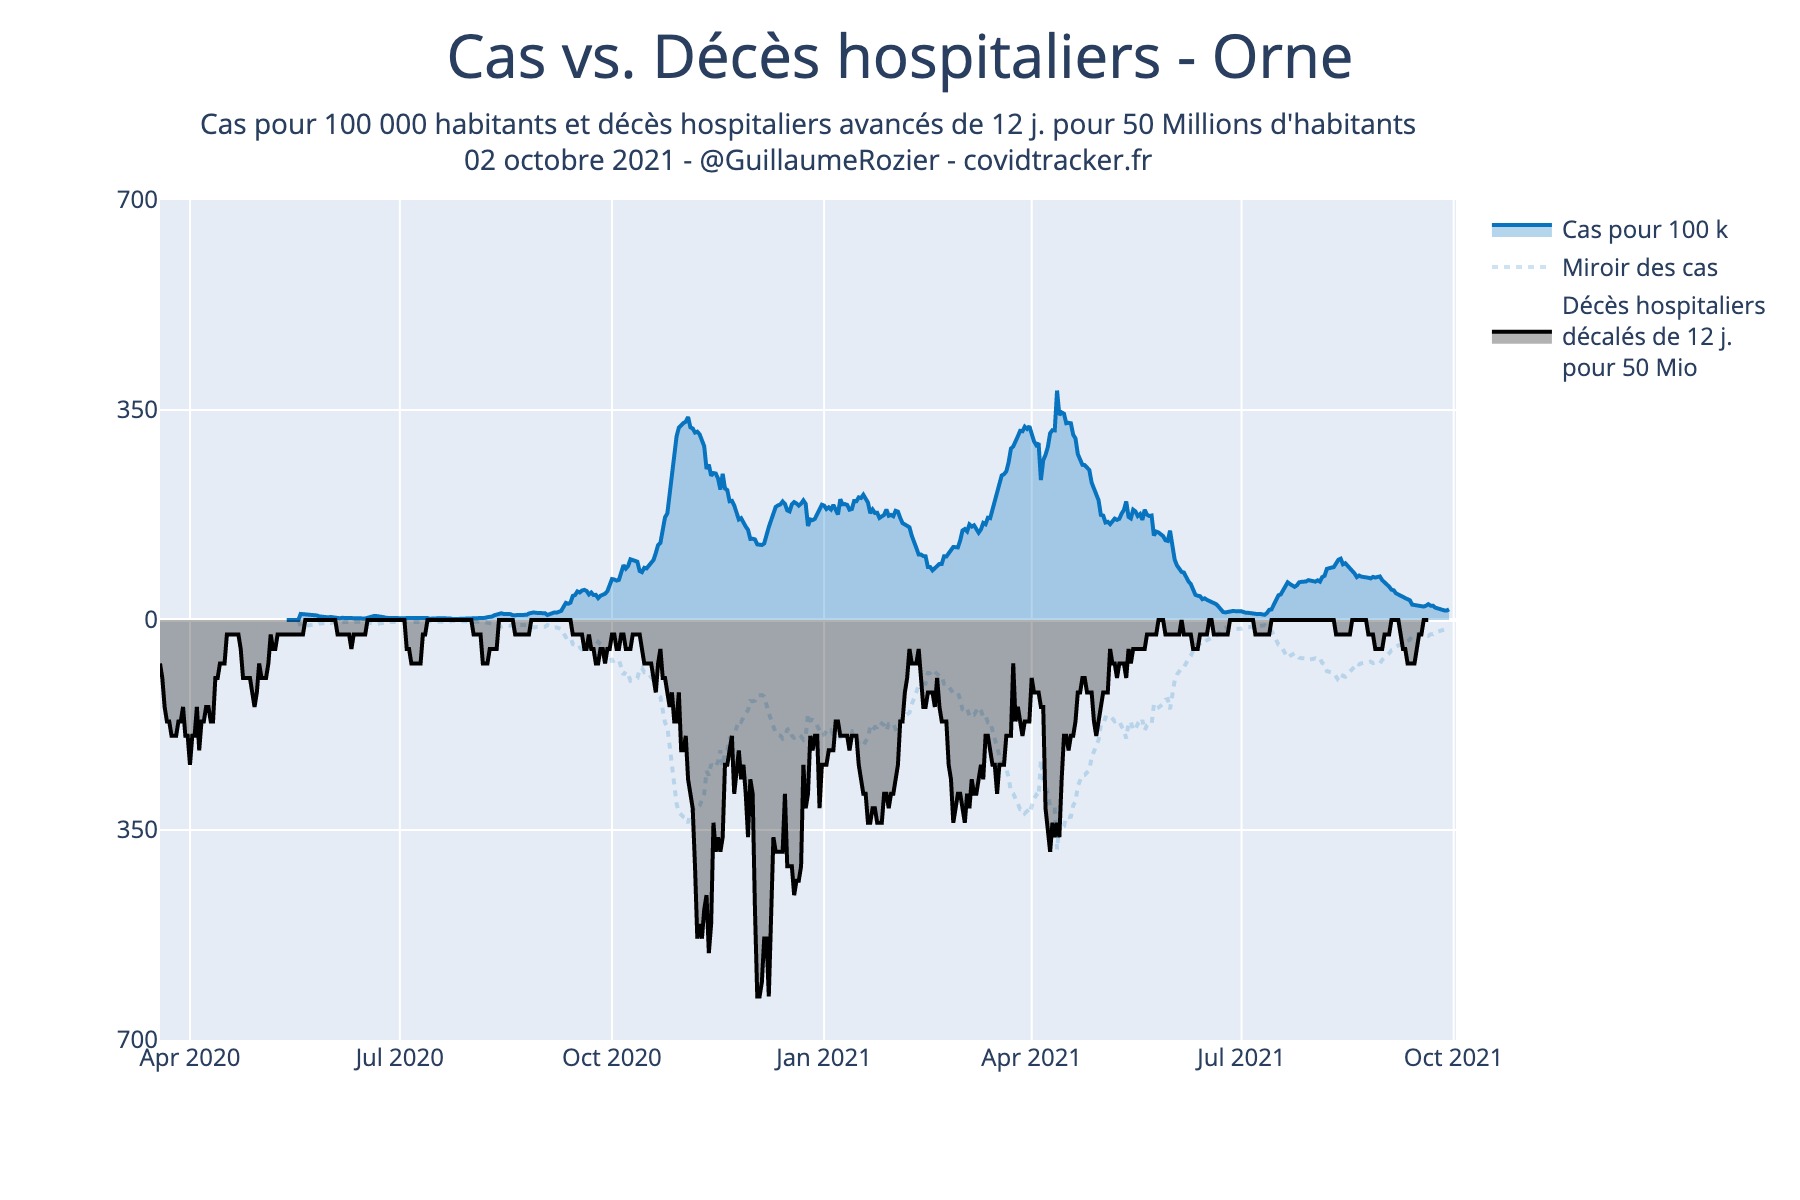 Cas vs. Décès hospitaliers - Orne
Cas pour 100 000 habitants et décès hospitaliers avancés de 12 j. pour 50 Millions d'habitants
02 octobre 2021 - @GuillaumeRozier - covidtracker.fr
700
350
0
350
700
Apr 2020
Jul 2020
Oct 2020
Jan 2021
Apr 2021
Jul 2021
Oct 2021
Cas pour 100 k
Miroir des cas
Décès hospitaliers
décalés de 12 j.
pour 50 Mio